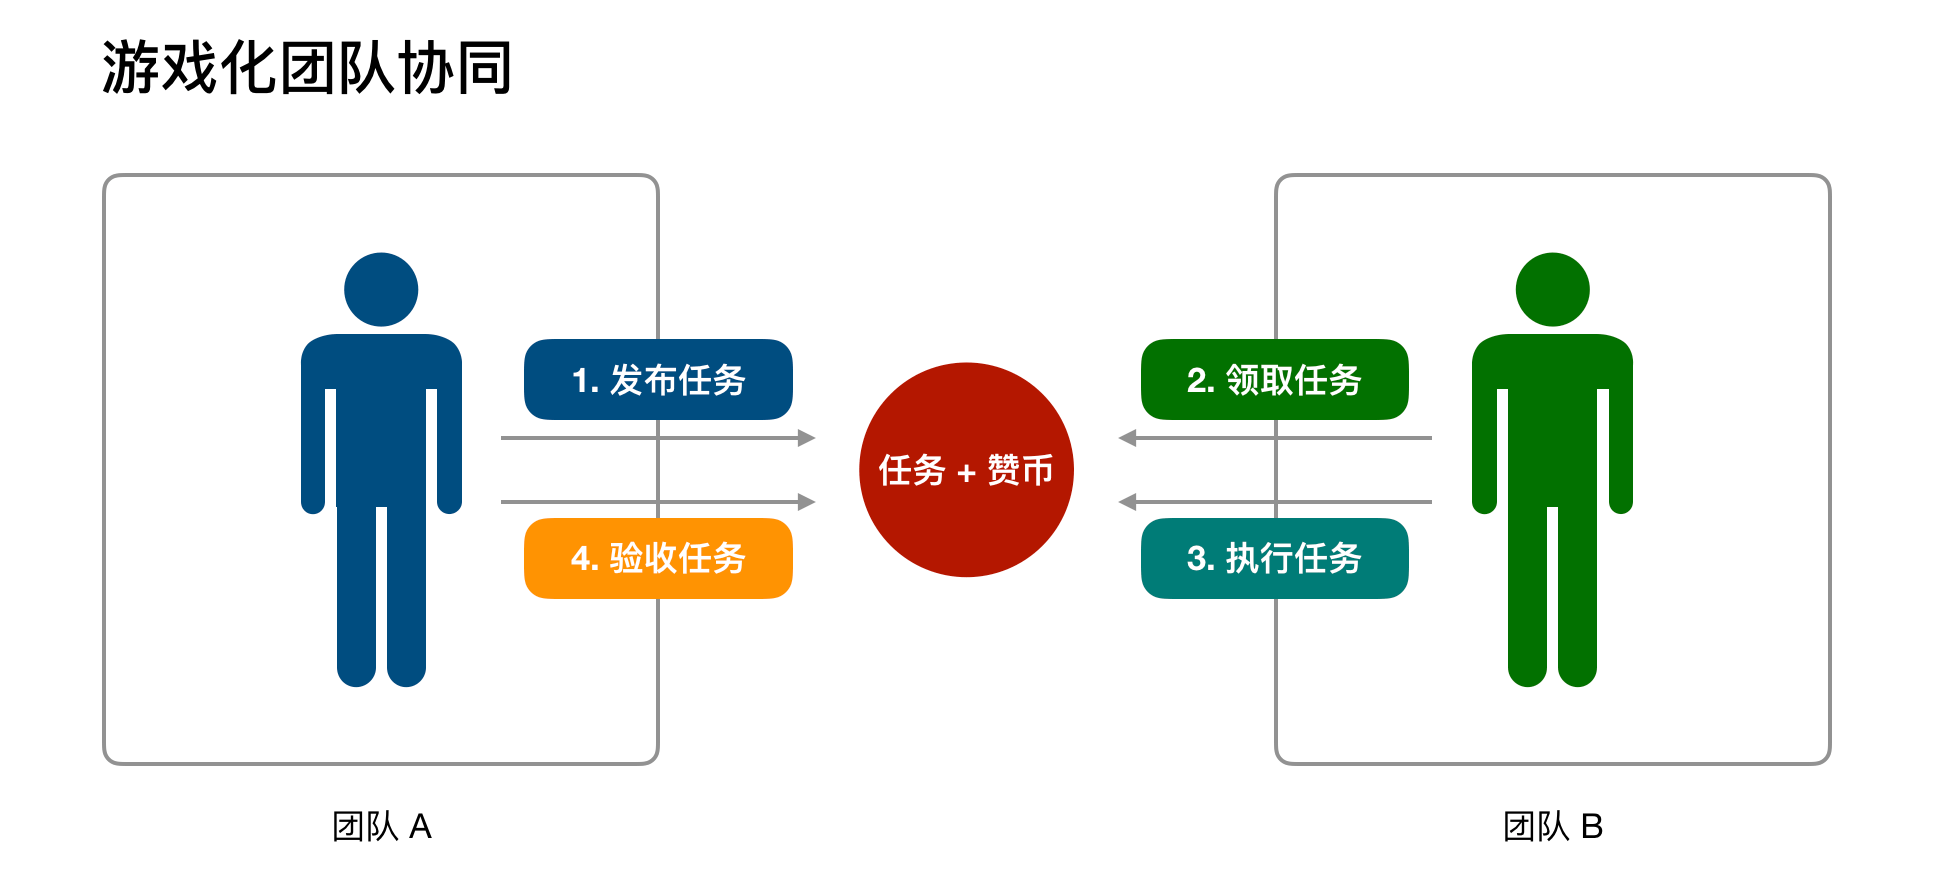 游戏化团队协同
1. 发布任务
2. 领取任务
任务 + 赞币
4. 验收任务
3. 执行任务
团队 A
团队 B